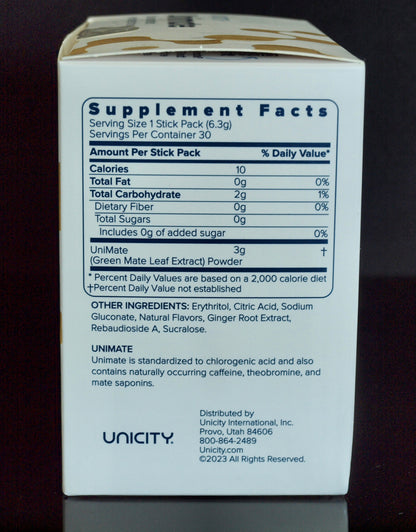 Supplement Facts
Serving Size 1 Stick Pack (6.3g)
Servings Per Container 30
Amount Per Stick Pack % Daily Value*
Calories 10
Total Fat 0g 0%
Total Carbohydrate 2g 1%
Dietary Fiber 0g 0%
Total Sugars 0g
Includes 0g of added sugar 0%
UniMate 3g †
(Green Mate Leaf Extract) Powder
* Percent Daily Values are based on a 2,000 calorie diet
†Percent Daily Value not established
OTHER INGREDIENTS: Erythritol, Citric Acid, Sodium
Gluconate, Natural Flavors, Ginger Root Extract,
Rebaudioside A, Sucralose.
UNIMATE
Unimate is standardized to chlorogenic acid and also
contains naturally occurring caffeine, theobromine, and
mate saponins.
UNICITY.
Distributed by
Unicity International, Inc.
Provo, Utah 84606
800-864-2489
Unicity.com
©2023 All Rights Reserved.